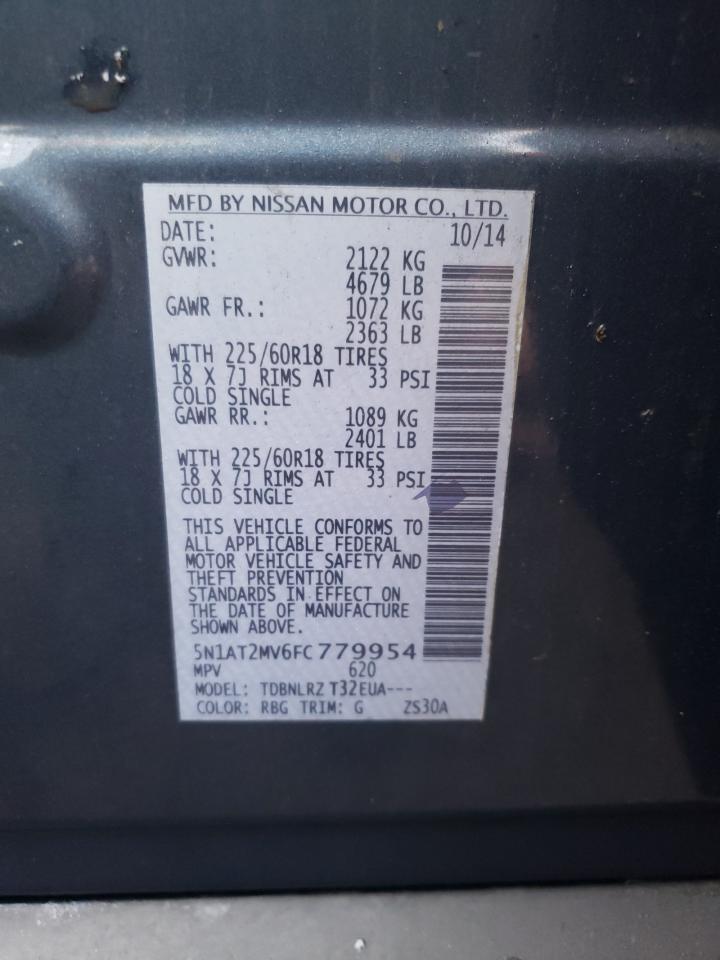 MFD BY NISSAN MOTOR CO., LTD.
DATE: 10/14
GVWR: 2122 KG
4679 LB
GAWR FR.: 1072 KG
2363 LB
WITH 225/60R18 TIRES
18 X 7J RIMS AT 33 PSI
COLD SINGLE
GAWR RR.: 1089 KG
2401 LB
WITH 225/60R18 TIRES
18 X 7J RIMS AT 33 PSI
COLD SINGLE
THIS VEHICLE CONFORMS TO
ALL APPLICABLE FEDERAL
MOTOR VEHICLE SAFETY AND
THEFT PREVENTION
STANDARDS IN EFFECT ON
THE DATE OF MANUFACTURE
SHOWN ABOVE.
5N1AT2MV6FC779954
MPV 620
MODEL: TDBNLRZ T32EUA---
COLOR: RBG TRIM: G ZS30A